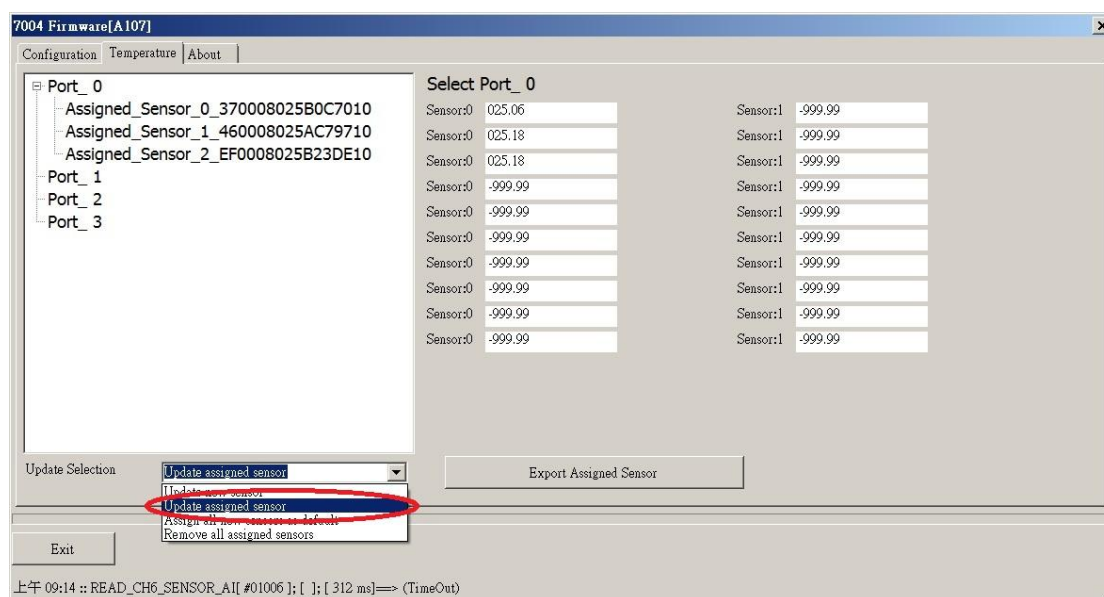 7004 Firmware[A107]
Configuration Temperature About
Port_ 0
Assigned_Sensor_0_370008025B0C7010
Assigned_Sensor_1_460008025AC79710
Assigned_Sensor_2_EF0008025B23DE10
Port_ 1
Port_ 2
Port_ 3
Select Port_ 0
Sensor:0 025.06 Sensor:1 -999.99
Sensor:0 025.18 Sensor:1 -999.99
Sensor:0 025.18 Sensor:1 -999.99
Sensor:0 -999.99 Sensor:1 -999.99
Sensor:0 -999.99 Sensor:1 -999.99
Sensor:0 -999.99 Sensor:1 -999.99
Sensor:0 -999.99 Sensor:1 -999.99
Sensor:0 -999.99 Sensor:1 -999.99
Sensor:0 -999.99 Sensor:1 -999.99
Sensor:0 -999.99 Sensor:1 -999.99
Update Selection Update assigned sensor Export Assigned Sensor
Update new sensor
Update assigned sensor
Assign all new sensors as default
Remove all assigned sensors
Exit
上午 09:14 :: READ_CH6_SENSOR_AI[ #01006 ]; [ ]; [ 312 ms]==> (TimeOut)